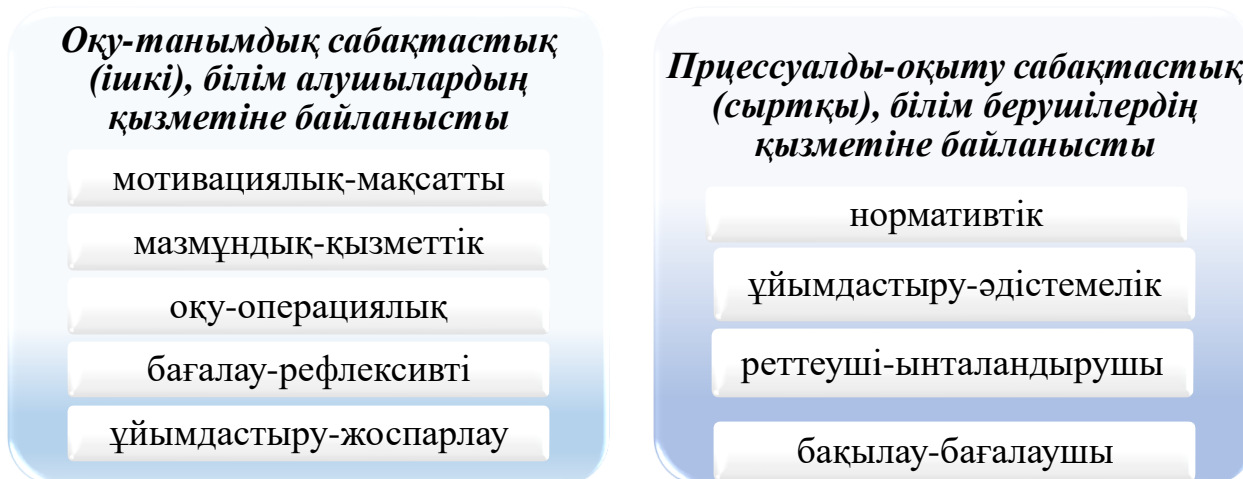 Оқу-танымдық сабақтастық
(ішкі), білім алушылардың
қызметіне байланысты
мотивациялық-мақсатты
мазмұндық-қызметтік
оқу-операциялық
бағалау-рефлексивті
ұйымдастыру-жоспарлау
Прцессуалды-оқыту сабақтастық
(сыртқы), білім берушілердің
қызметіне байланысты
нормативтік
ұйымдастыру-әдістемелік
реттеуші-ынталандырушы
бақылау-бағалаушы